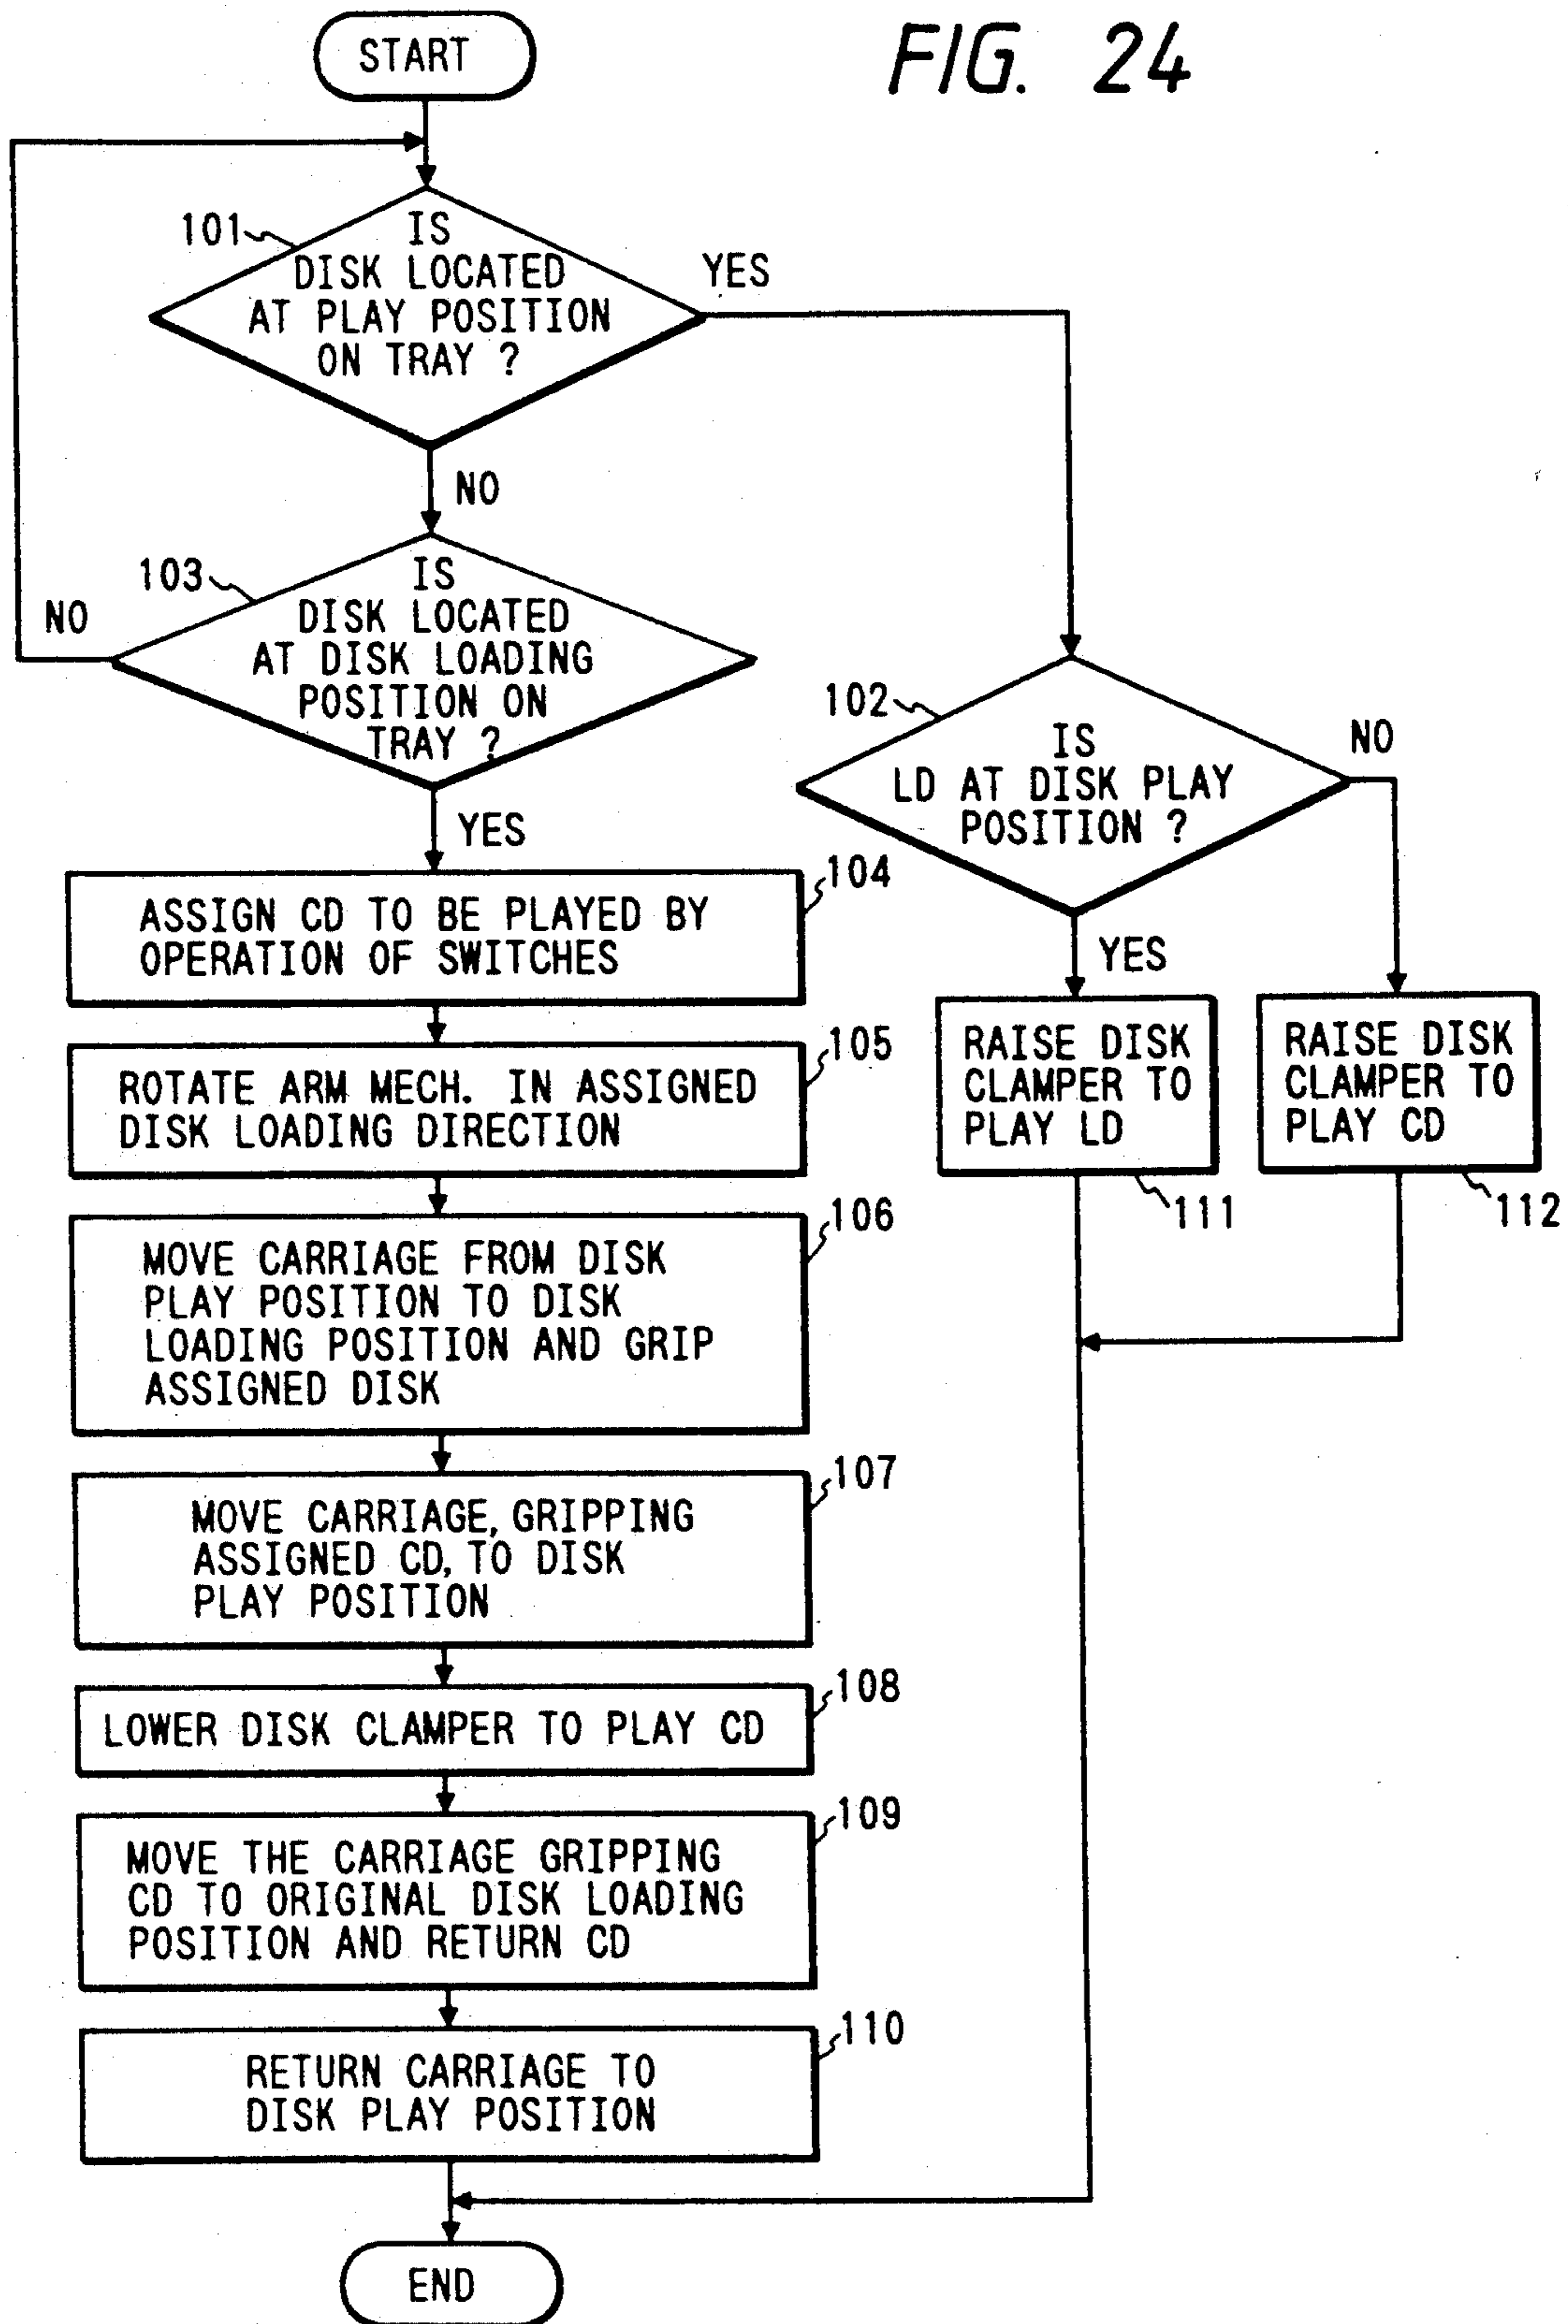 FIG. 24
START
101
IS
DISK LOCATED
AT PLAY POSITION
ON TRAY ?
YES
NO
103
IS
DISK LOCATED
AT DISK LOADING
POSITION ON
TRAY ?
NO
YES
102
IS
LD AT DISK PLAY
POSITION ?
NO
YES
104
ASSIGN CD TO BE PLAYED BY
OPERATION OF SWITCHES
105
ROTATE ARM MECH. IN ASSIGNED
DISK LOADING DIRECTION
RAISE DISK
CLAMPER TO
PLAY LD
111
RAISE DISK
CLAMPER TO
PLAY CD
112
106
MOVE CARRIAGE FROM DISK
PLAY POSITION TO DISK
LOADING POSITION AND GRIP
ASSIGNED DISK
107
MOVE CARRIAGE, GRIPPING
ASSIGNED CD, TO DISK
PLAY POSITION
108
LOWER DISK CLAMPER TO PLAY CD
109
MOVE THE CARRIAGE GRIPPING
CD TO ORIGINAL DISK LOADING
POSITION AND RETURN CD
110
RETURN CARRIAGE TO
DISK PLAY POSITION
END